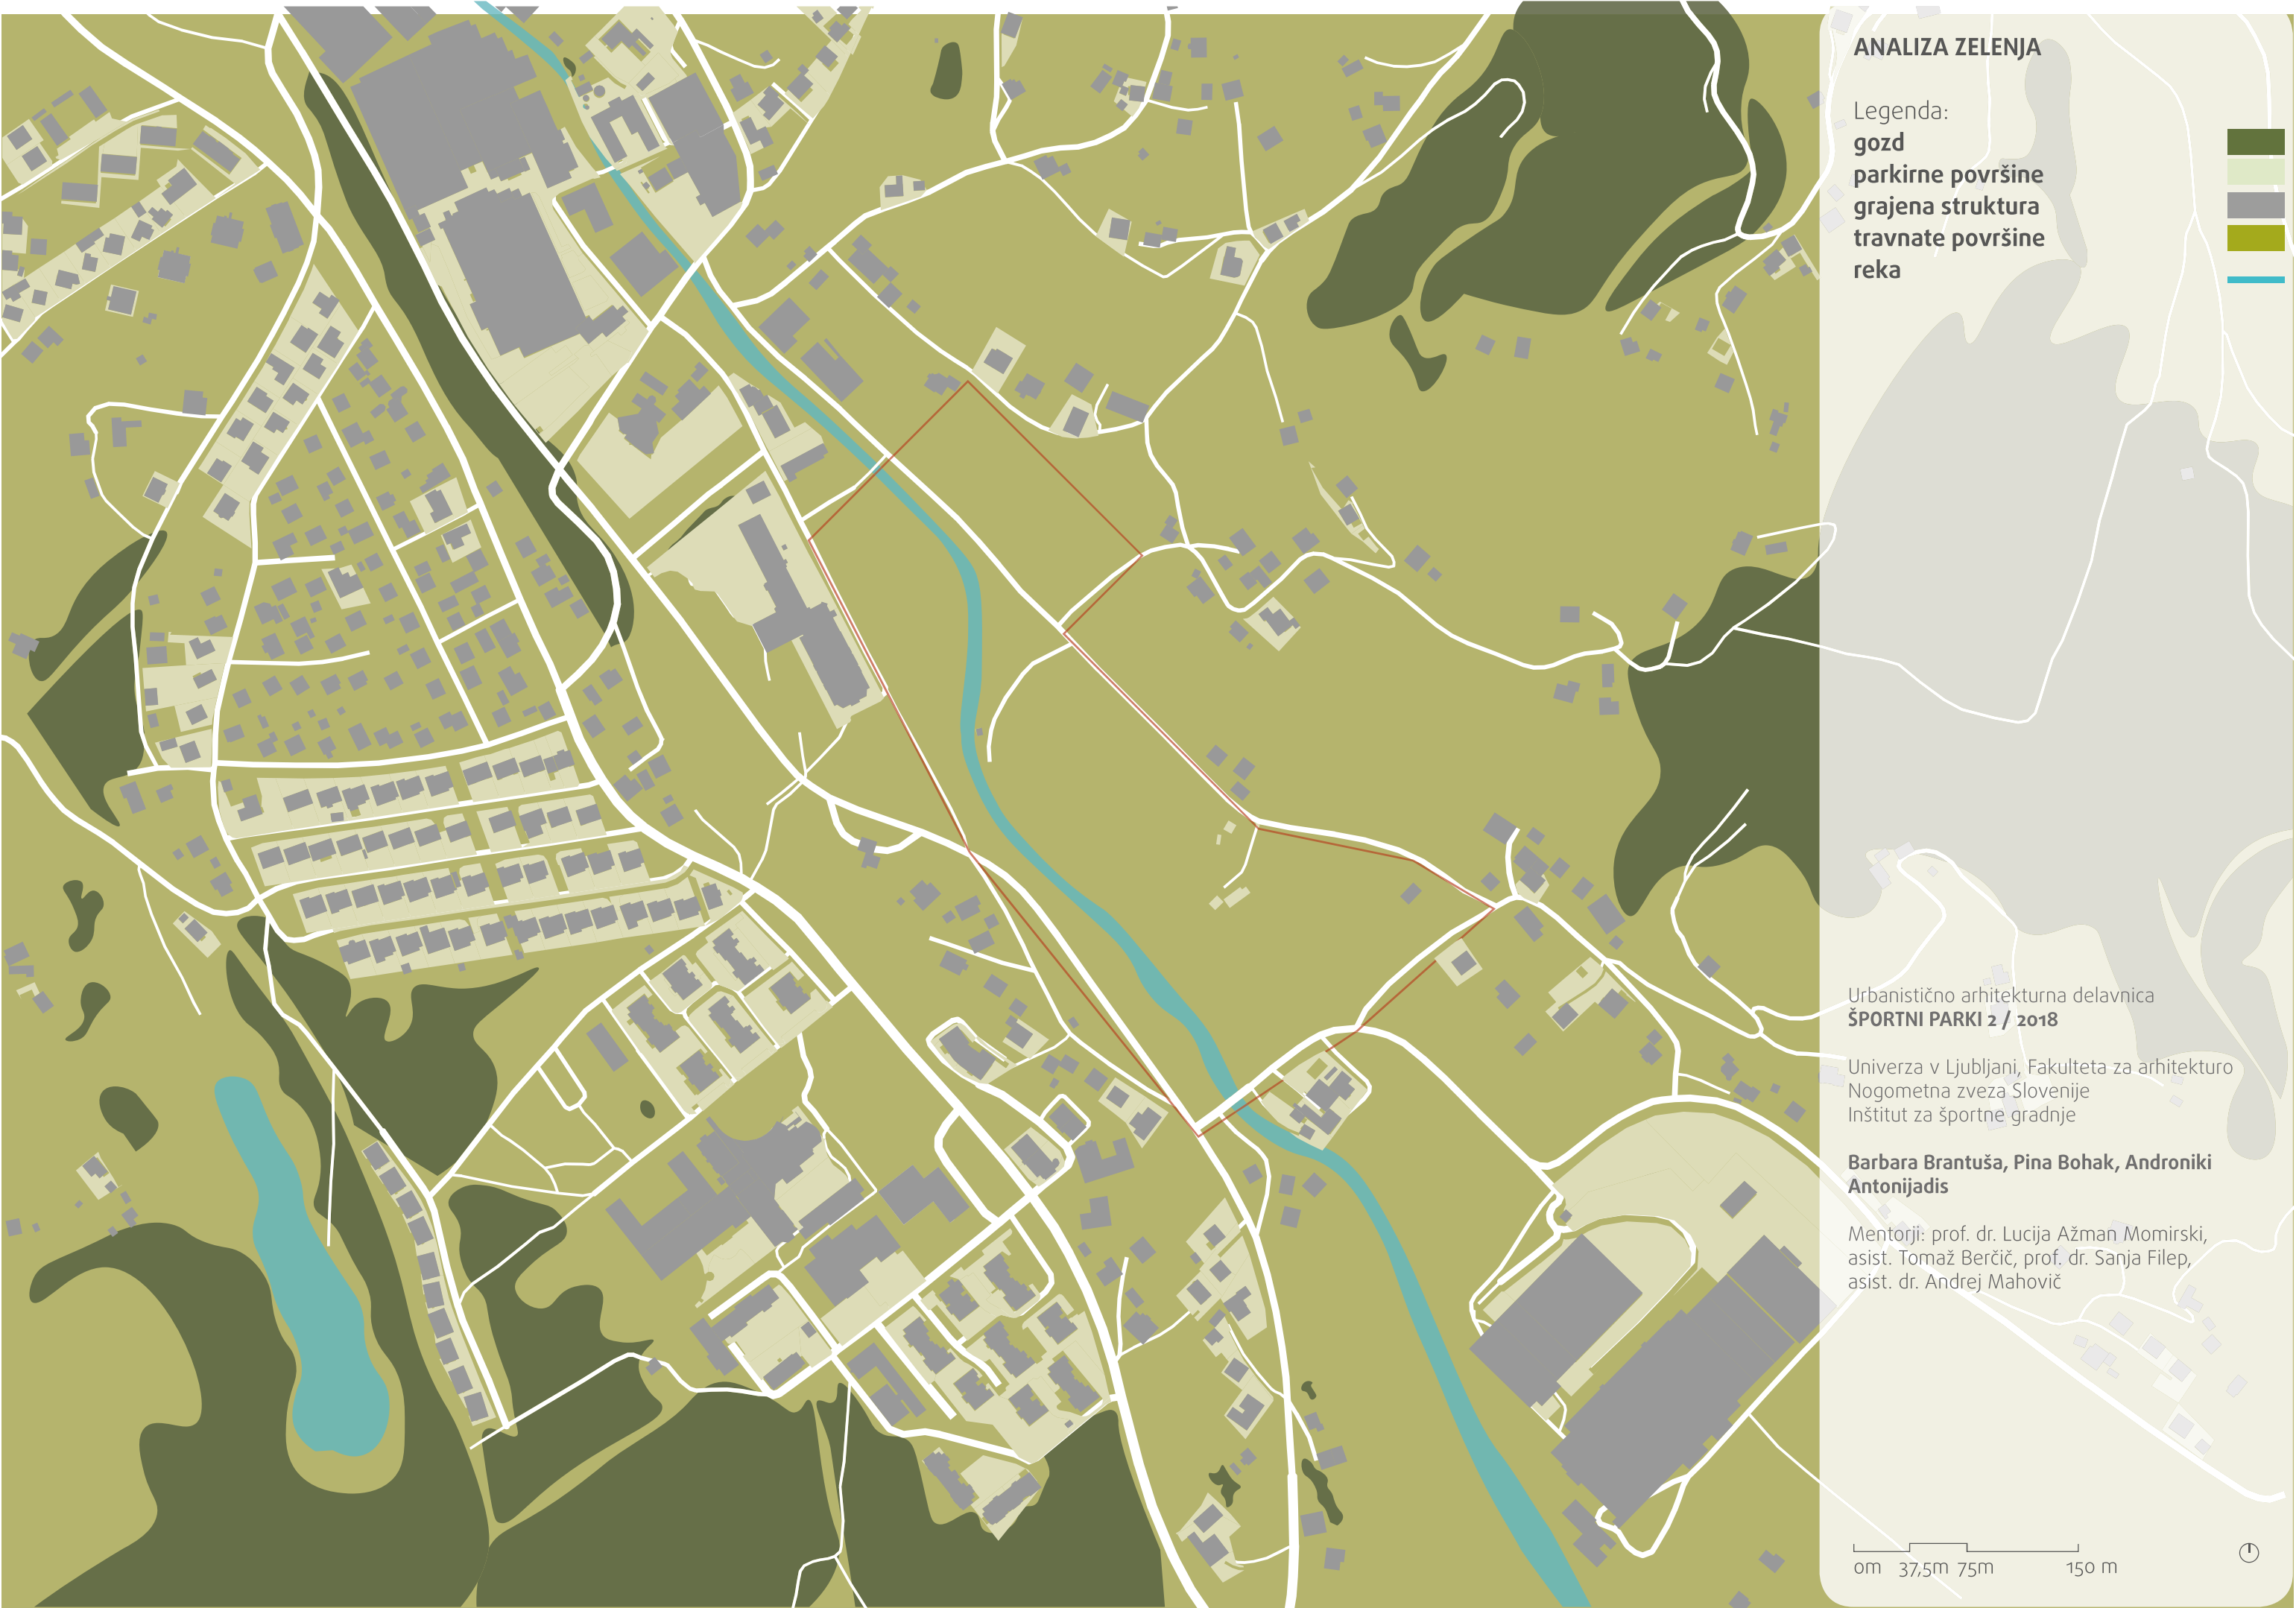 ANALIZA ZELENJA
Legenda:
gozd
parkirne površine
grajena struktura
travnate površine
reka
Urbanistično arhitekturna delavnica
ŠPORTNI PARKI 2 / 2018
Univerza v Ljubljani, Fakulteta za arhitekturo
Nogometna zveza Slovenije
Inštitut za športne gradnje
Barbara Brantuša, Pina Bohak, Androniki
Antonijadis
Mentorji: prof. dr. Lucija Ažman Momirski,
asist. Tomaž Berčič, prof. dr. Sanja Filep,
asist. dr. Andrej Mahovič
0m 37,5m 75m 150 m